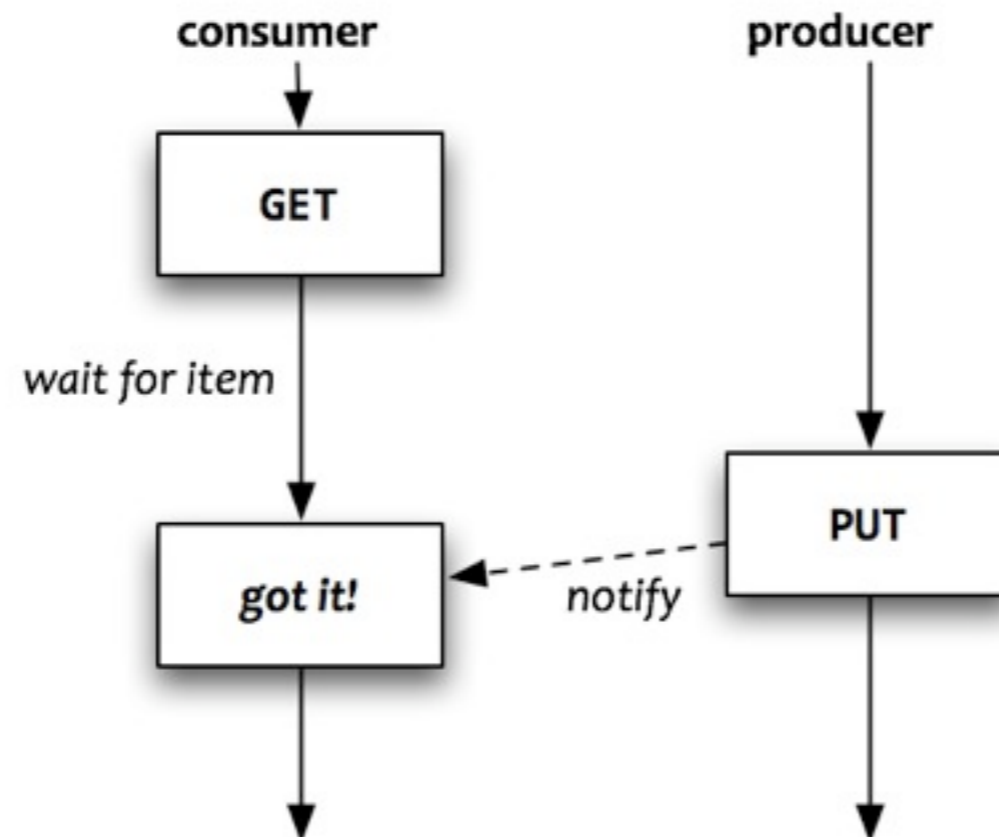 consumer
producer
GET
wait for item
PUT
got it!
notify